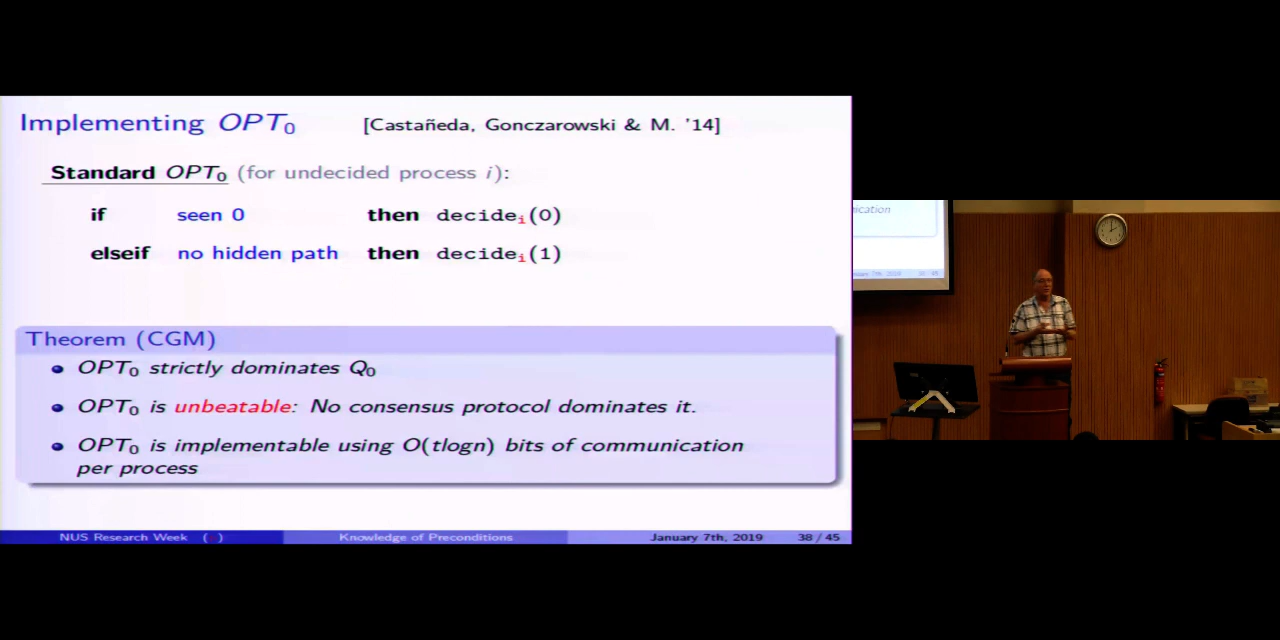 Implementing OPT₀ [Castañeda, Gonczarowski & M. '14]
Standard OPT₀ (for undecided process i):
if seen 0 then decideᵢ(0)
elseif no hidden path then decideᵢ(1)
Theorem (CGM)
OPT₀ strictly dominates Q₀
OPT₀ is unbeatable: No consensus protocol dominates it.
OPT₀ is implementable using O(tlogn) bits of communication
per process
NUS Research Week ( ) Knowledge of Preconditions January 7th, 2019 38 / 45
ication